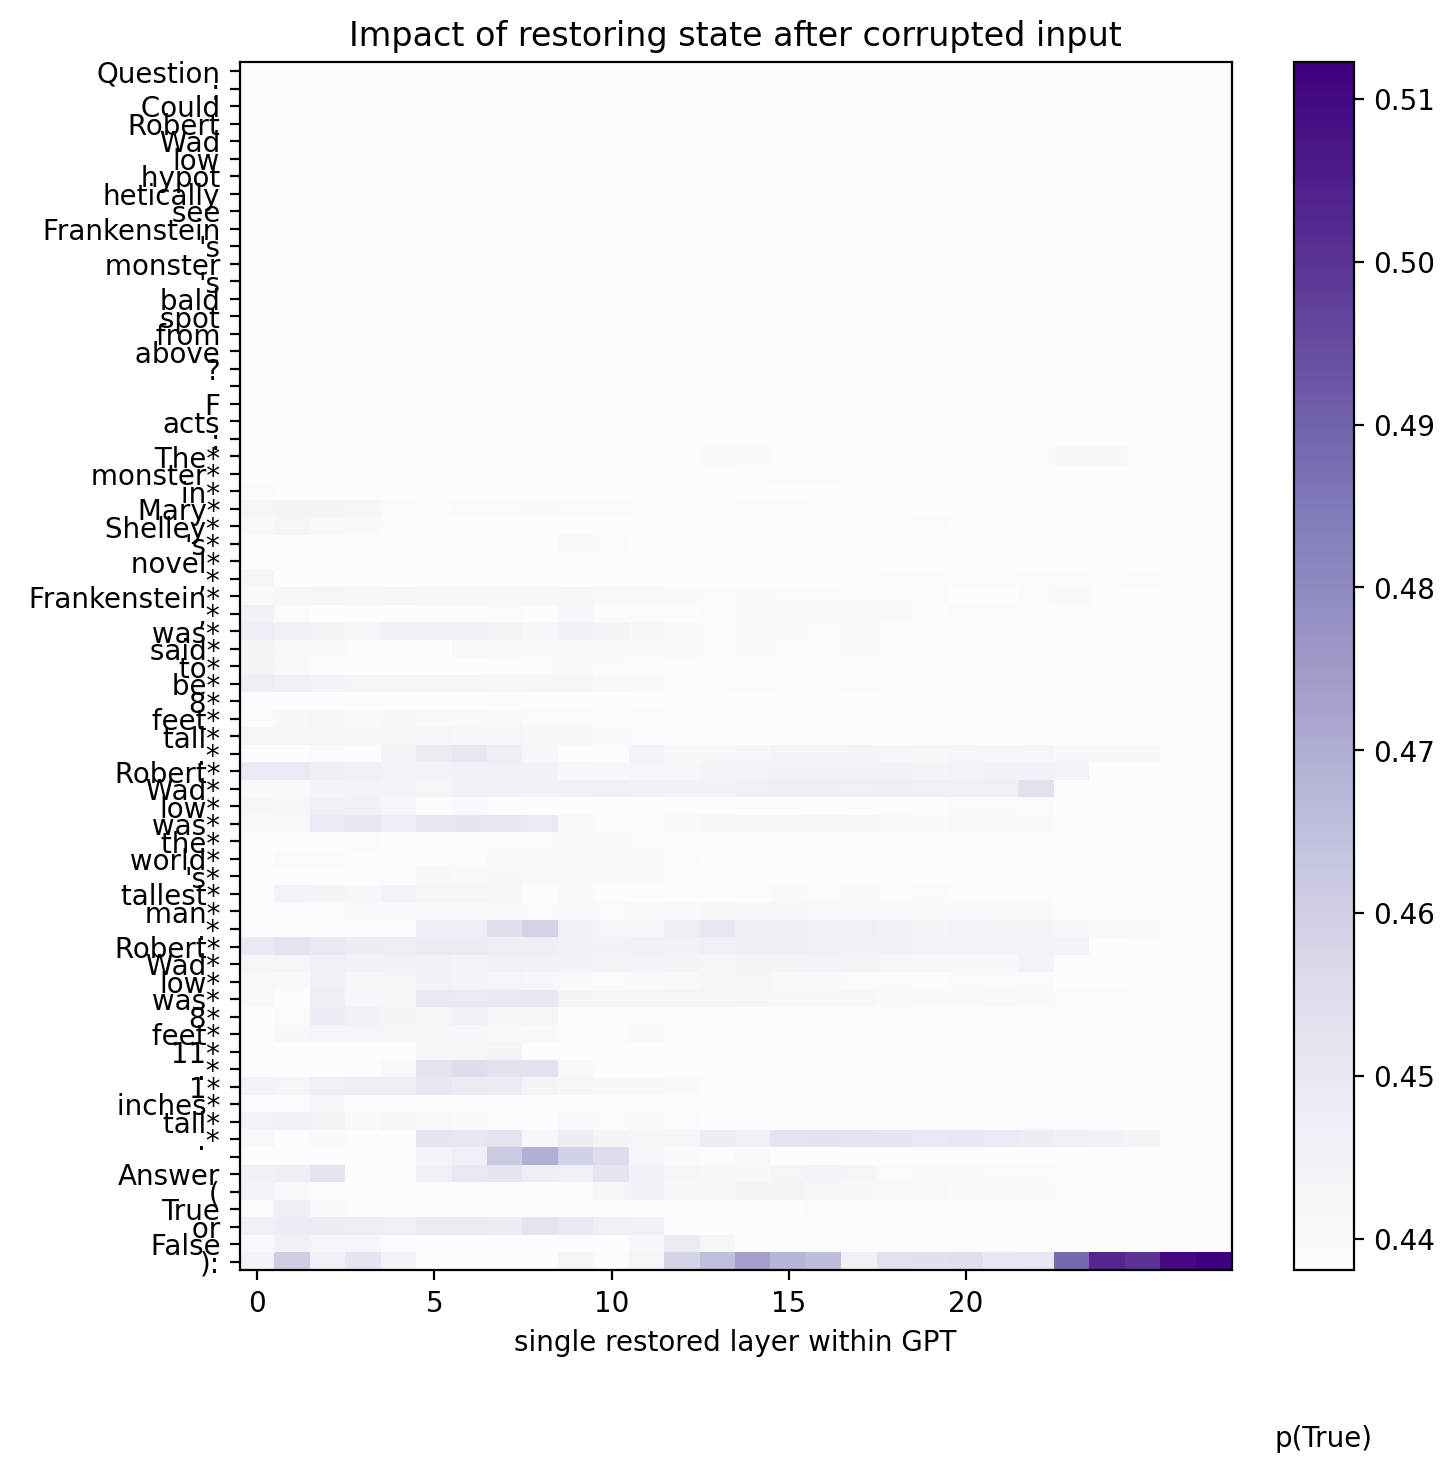 Impact of restoring state after corrupted input
Question
:
Could
Robert
Wad
low
hypot
hetically
see
Frankenstein
's
monster
's
bald
spot
from
above
?
F
acts
:
The*
monster*
in*
Mary*
Shelley*
's*
novel*
,*
Frankenstein*
,*
was*
said*
to*
be*
8*
feet*
tall*
.*
Robert*
Wad*
low*
was*
the*
world*
's*
tallest*
man*
.*
Robert*
Wad*
low*
was*
8*
feet*
11*
.*
1*
inches*
tall*
.*
Answer
(
True
or
False
):
0
5
10
15
20
single restored layer within GPT
0.51
0.50
0.49
0.48
0.47
0.46
0.45
0.44
p(True)